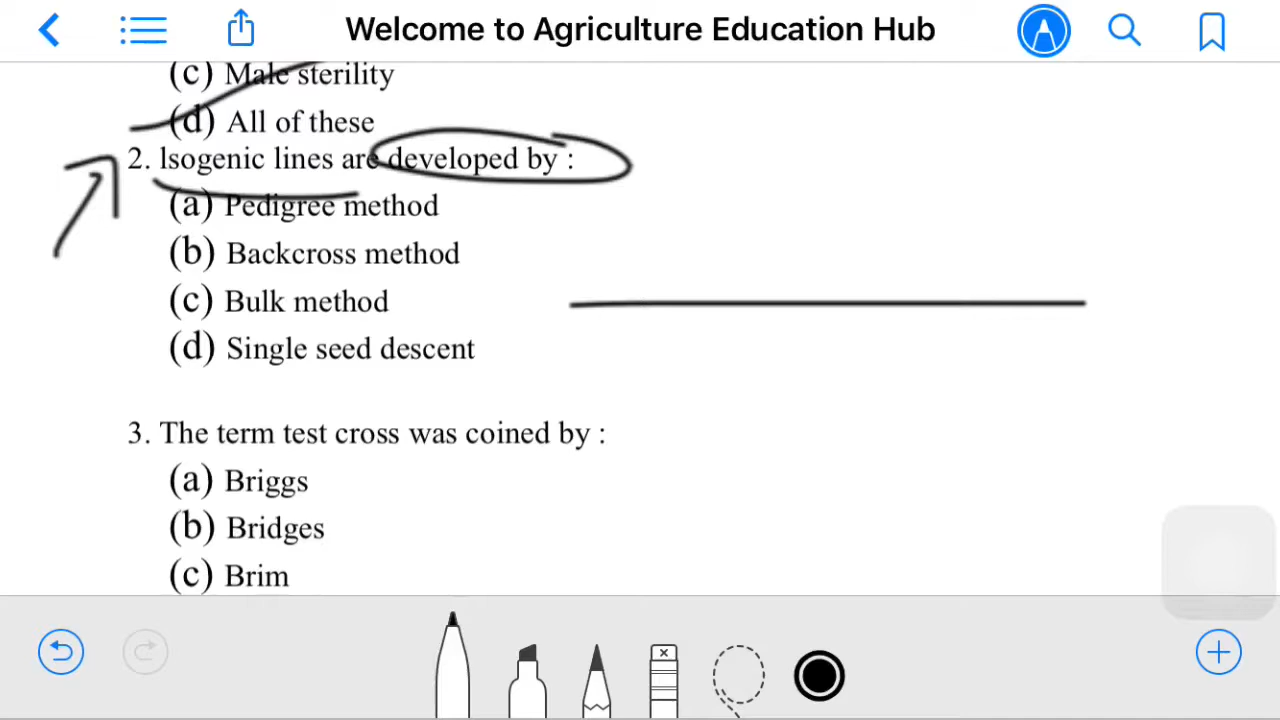 Welcome to Agriculture Education Hub
(c) Male sterility
(d) All of these
2. Isogenic lines are developed by :
(a) Pedigree method
(b) Backcross method
(c) Bulk method
(d) Single seed descent
3. The term test cross was coined by :
(a) Briggs
(b) Bridges
(c) Brim